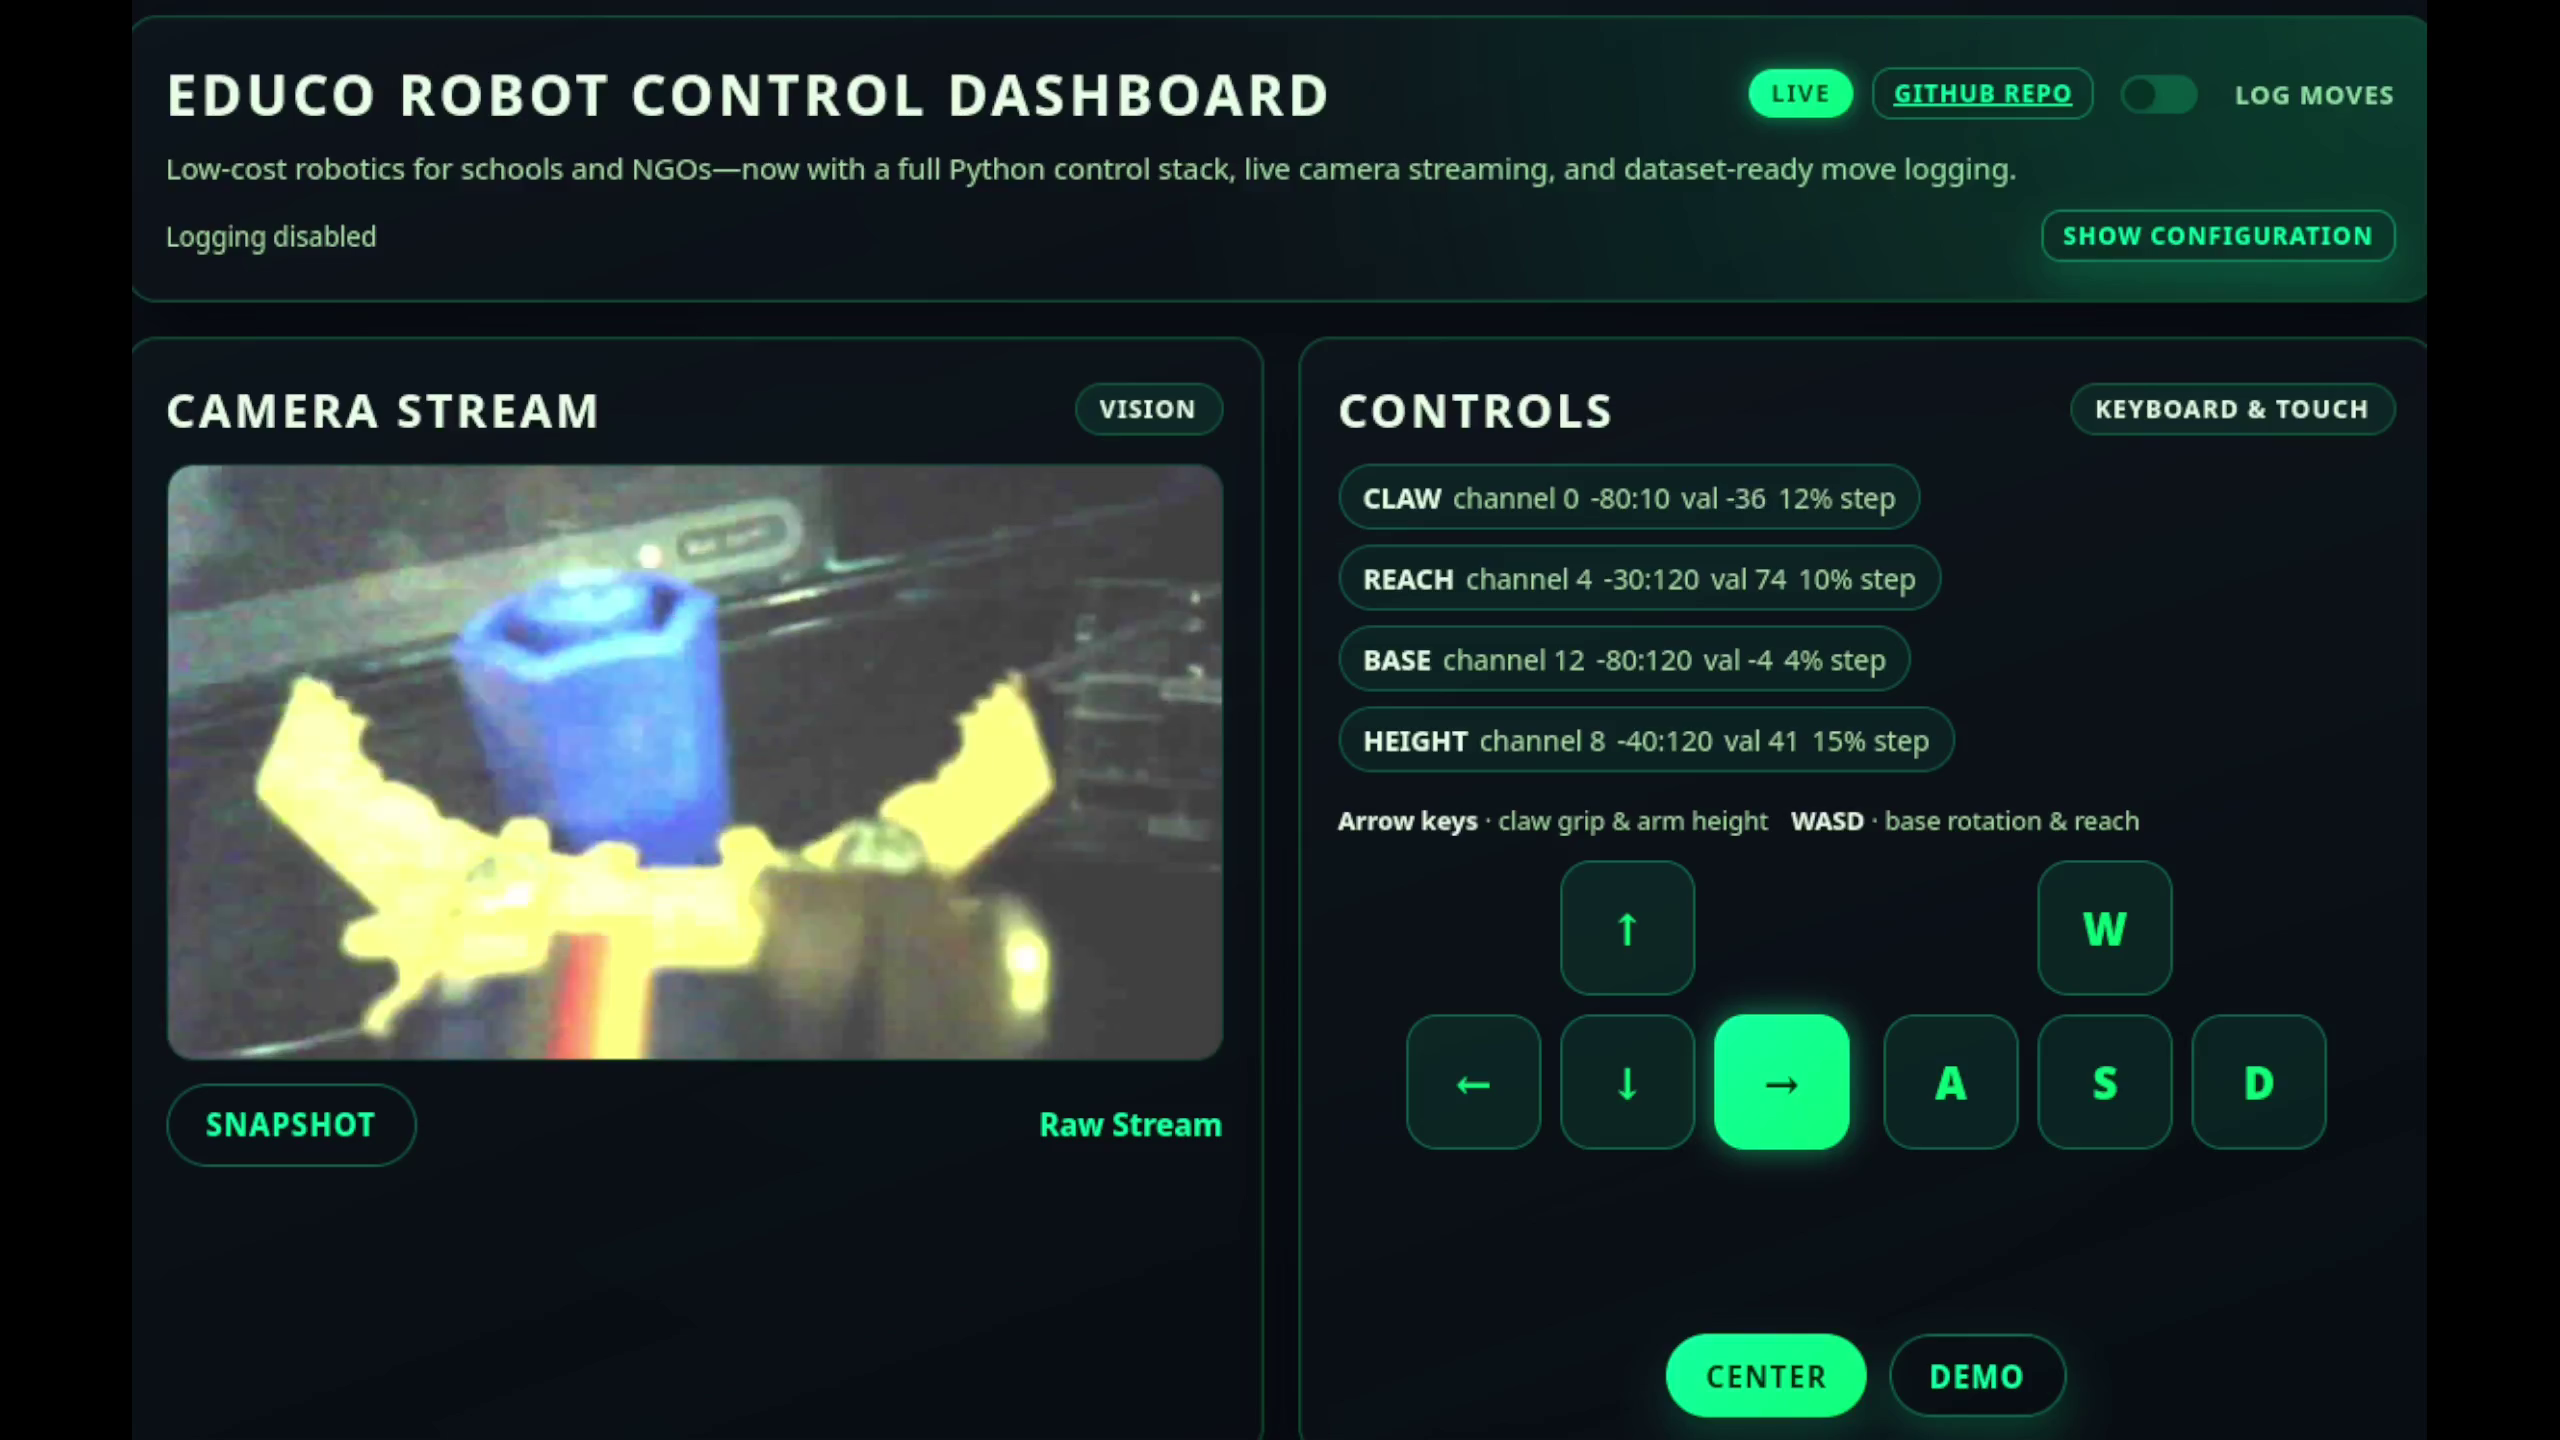 EDUCO ROBOT CONTROL DASHBOARD
LIVE
GITHUB REPO
LOG MOVES
Low-cost robotics for schools and NGOs—now with a full Python control stack, live camera streaming, and dataset-ready move logging.
Logging disabled
SHOW CONFIGURATION
CAMERA STREAM
VISION
SNAPSHOT
Raw Stream
CONTROLS
KEYBOARD & TOUCH
CLAW channel 0 -80:10 val -36 12% step
REACH channel 4 -30:120 val 74 10% step
BASE channel 12 -80:120 val -4 4% step
HEIGHT channel 8 -40:120 val 41 15% step
Arrow keys · claw grip & arm height WASD · base rotation & reach
↑ W
← ↓ → A S D
CENTER DEMO